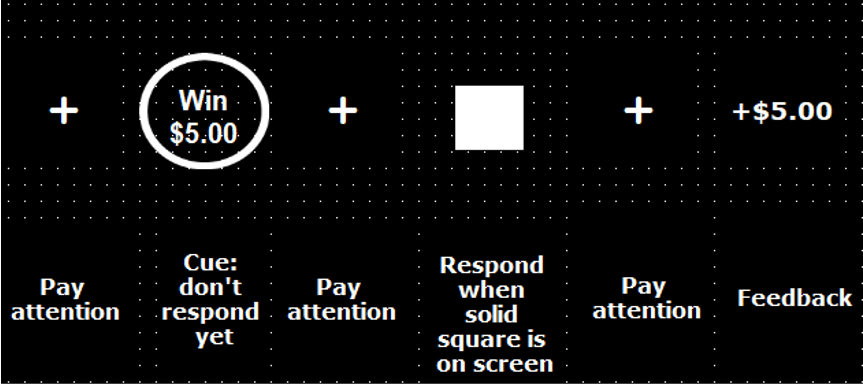 +
Win
$5.00
+
+
+$5.00
Pay
attention
Cue:
don't
respond
yet
Pay
attention
Respond
when
solid
square is
on screen
Pay
attention
Feedback